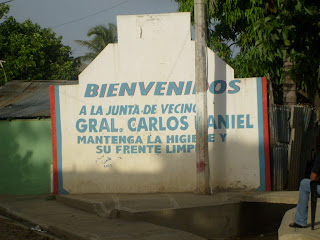 BIENVENIDOS
A LA JUNTA DE VECINOS
GRAL. CARLOS DANIEL
MANTENGA LA HIGIENE Y
SU FRENTE LIMPIO